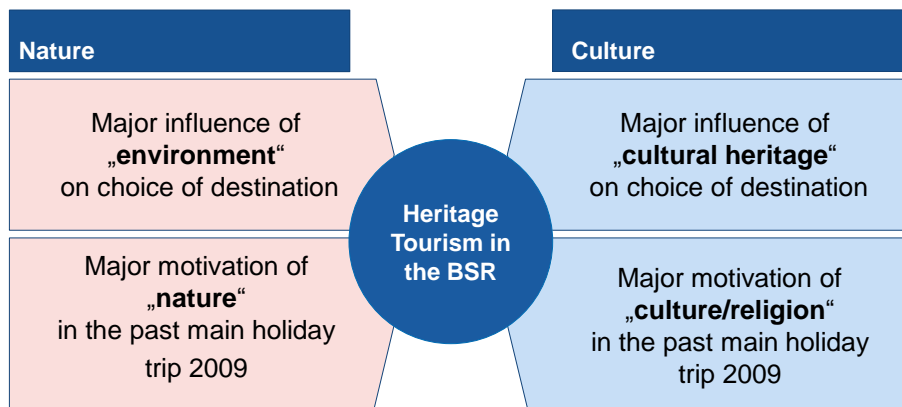 Nature
Culture
Major influence of
„environment“
on choice of destination
Major influence of
„cultural heritage“
on choice of destination
Heritage
Tourism in
the BSR
Major motivation of
„nature“
in the past main holiday
trip 2009
Major motivation of
„culture/religion“
in the past main holiday
trip 2009